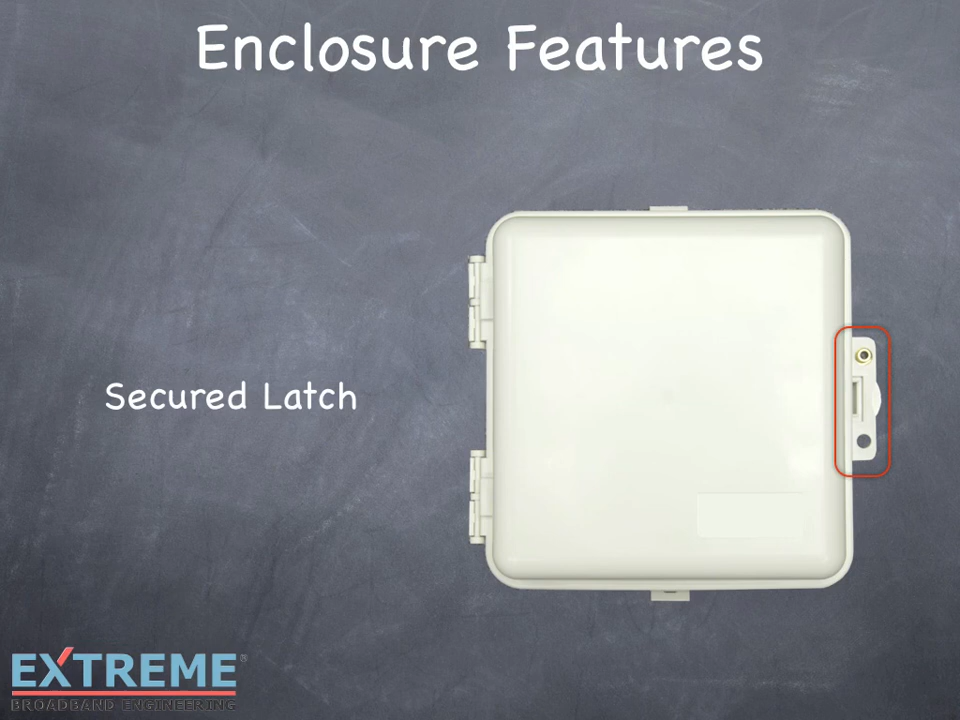 Enclosure Features
Secured Latch
EXTREME®
BROADBAND ENGINEERING